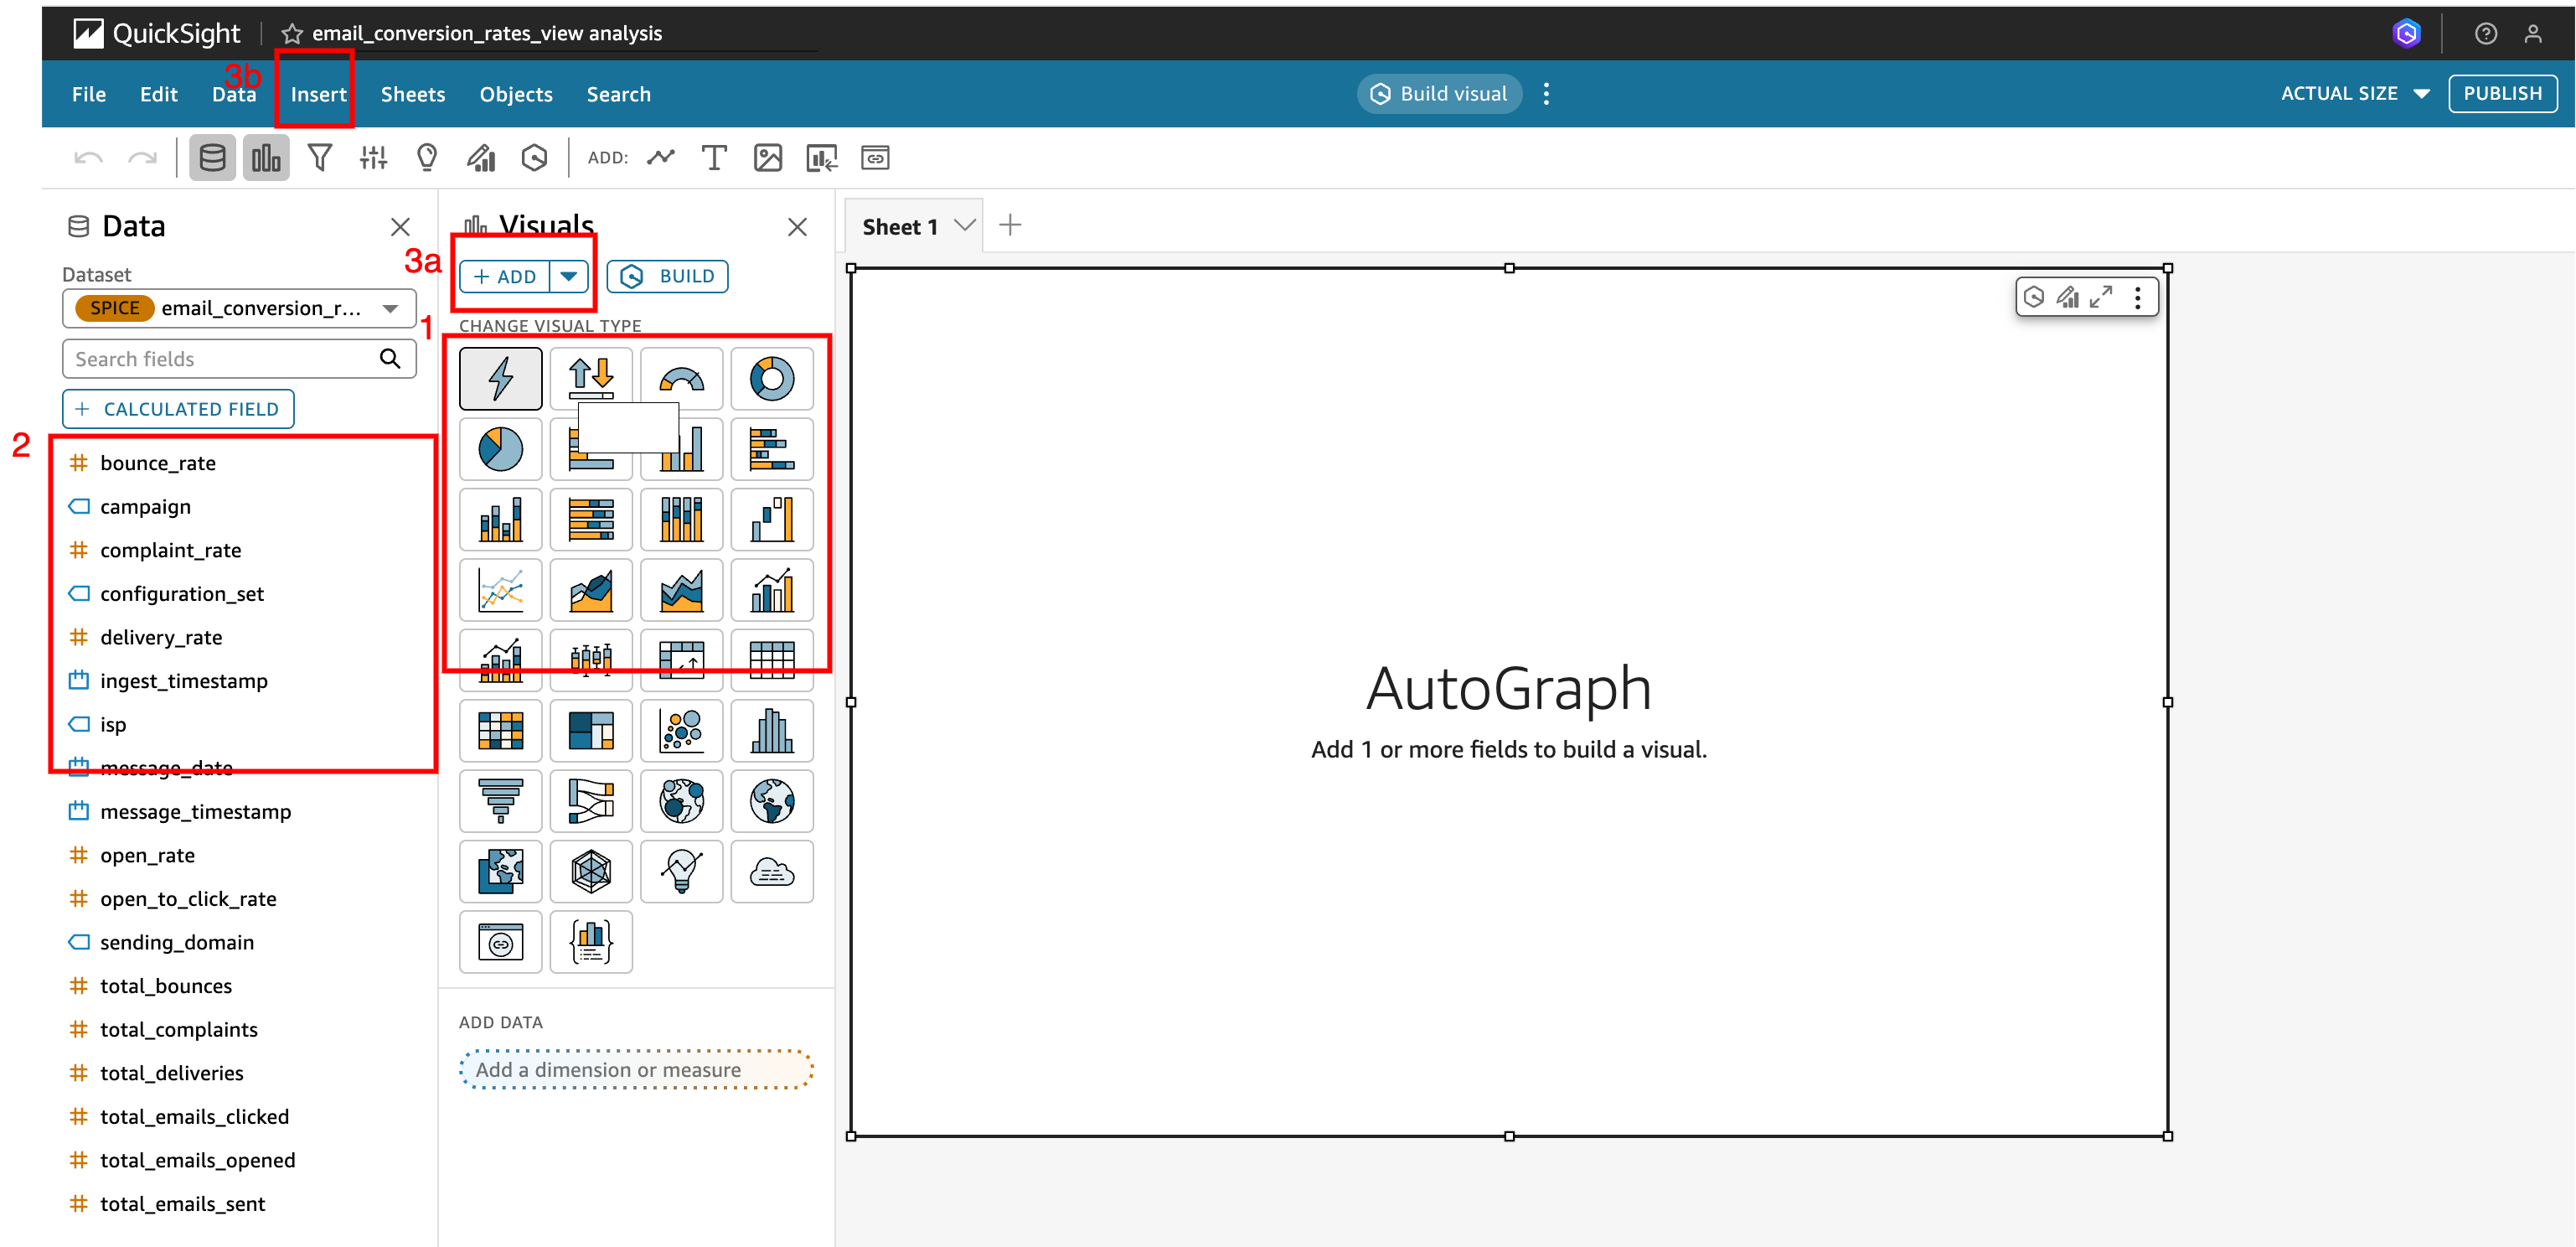 QuickSight
email_conversion_rates_view analysis
3b
File Edit Data Insert Sheets Objects Search
Build visual
ACTUAL SIZE
PUBLISH
ADD:
Data
Dataset
SPICE email_conversion_r...
Search fields
+ CALCULATED FIELD
2
bounce_rate
campaign
complaint_rate
configuration_set
delivery_rate
ingest_timestamp
isp
message_date
message_timestamp
open_rate
open_to_click_rate
sending_domain
total_bounces
total_complaints
total_deliveries
total_emails_clicked
total_emails_opened
total_emails_sent
Visuals
3a
+ ADD
BUILD
1
CHANGE VISUAL TYPE
ADD DATA
Add a dimension or measure
Sheet 1
AutoGraph
Add 1 or more fields to build a visual.